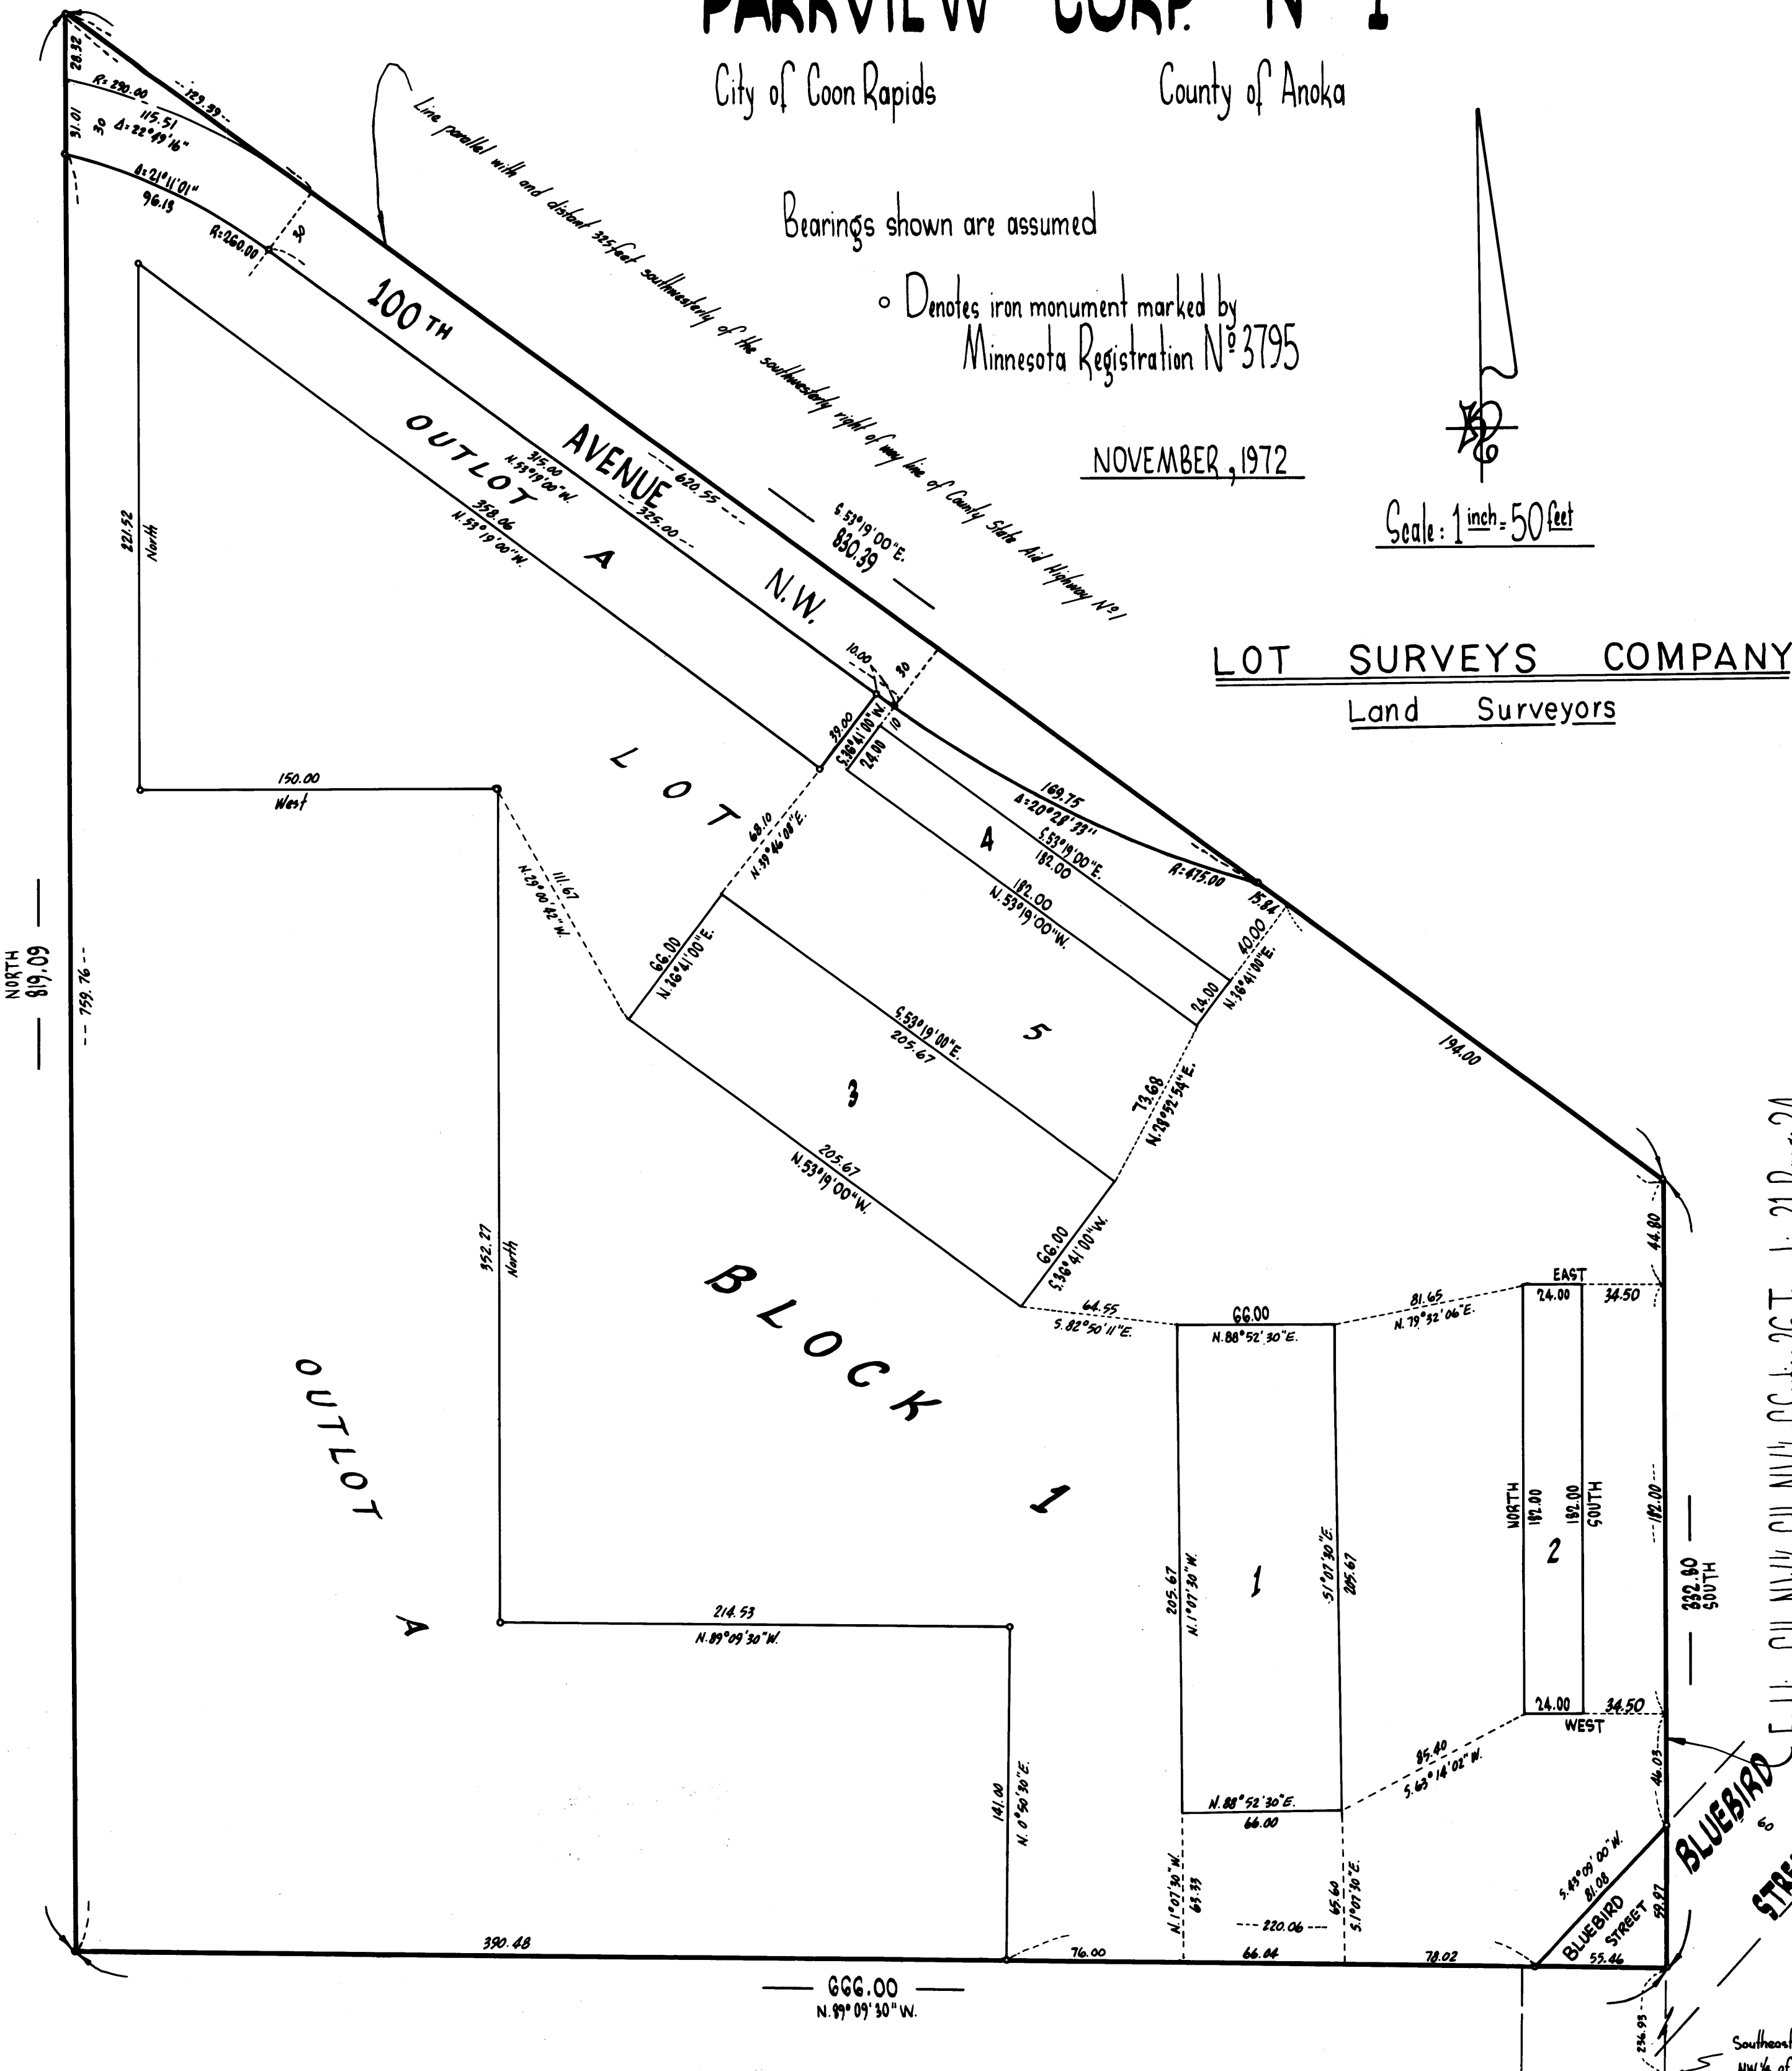 PARKVIEW CORP. Nº 1
City of Coon Rapids
County of Anoka
Line parallel with and distant 325 feet southwesterly of the southwesterly right of way line of County State Aid Highway Nº 1
Bearings shown are assumed
Denotes iron monument marked by
Minnesota Registration Nº 3795
NOVEMBER, 1972
Scale: 1 inch = 50 feet
LOT SURVEYS COMPANY
Land Surveyors
28.32
R=290.00
129.39
115.51
Δ=22°49'16"
31.01
30
Δ=21°11'01"
96.13
R=260.00
30
100TH
AVENUE
N.W.
OUTLOT
A
315.00
N.53°19'00"W.
325.00
620.55
358.06
N.53°19'00"W.
S.53°19'00"E.
830.39
221.52
North
10.00
30
39.00
S.36°41'00"W.
24.00
10
LOT
150.00
West
169.75
Δ=20°28'33"
S.53°19'00"E.
182.00
R=475.00
4
182.00
N.53°19'00"W.
15.84
68.10
N.39°46'08"E.
111.67
N.29°00'42"W.
40.00
N.36°41'00"E.
24.00
66.00
N.36°41'00"E.
NORTH
819.09
759.76
S.53°19'00"E.
205.67
5
194.00
3
73.68
N.28°52'54"E.
205.67
N.53°19'00"W.
66.00
S.36°41'00"W.
352.27
North
BLOCK
1
44.80
EAST
24.00
34.50
64.55
S.82°50'11"E.
66.00
N.88°52'30"E.
81.65
N.79°32'06"E.
OUTLOT
A
NORTH
182.00
182.00
SOUTH
182.00
2
332.80
SOUTH
205.67
N.1°07'30"W.
1
S1°07'30"E.
205.67
214.53
N.89°09'30"W.
24.00
34.50
WEST
85.40
S.63°14'02"W.
46.03
141.00
N.0°50'30"E.
N.88°52'30"E.
66.00
BLUEBIRD
60
S.43°09'00"W.
81.08
BLUEBIRD
STREET
59.97
N.1°07'30"W.
63.33
65.60
S.1°07'30"E.
220.06
390.48
76.00
66.04
78.02
55.46
666.00
N.89°09'30"W.
236.93